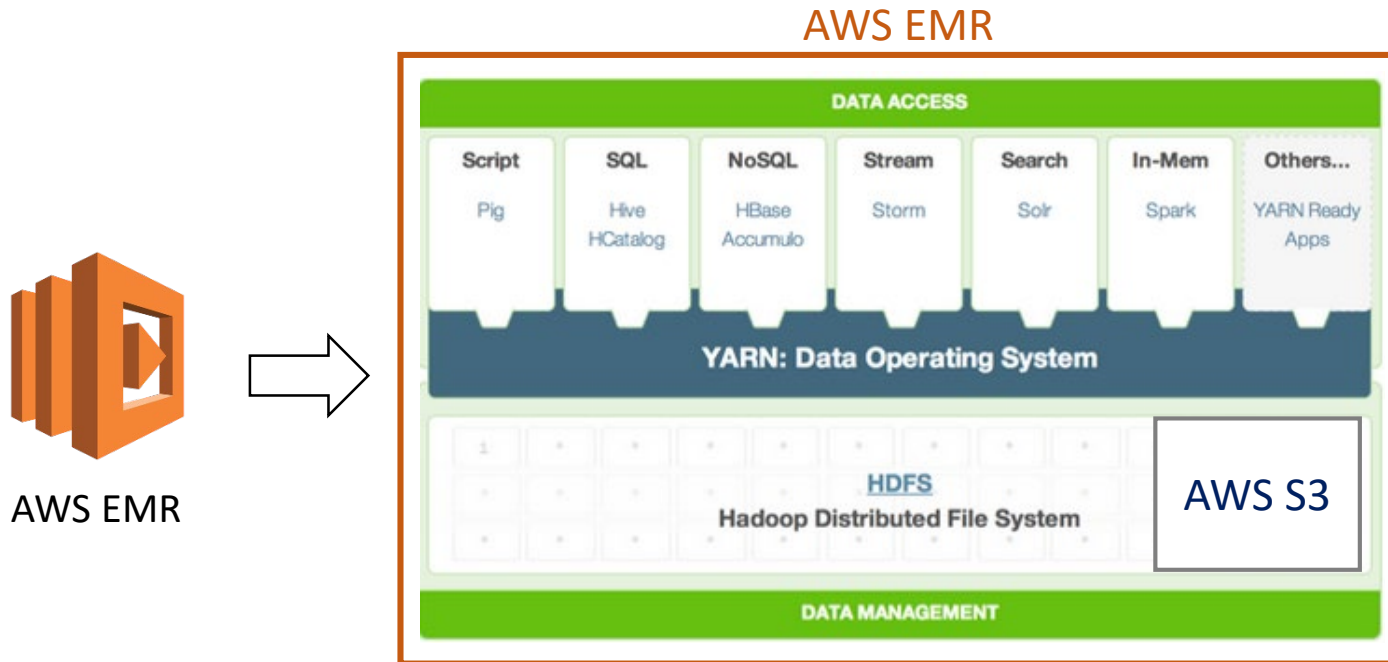 AWS EMR
DATA ACCESS
Script
Pig
SQL
Hive
HCatalog
NoSQL
HBase
Accumulo
Stream
Storm
Search
Solr
In-Mem
Spark
Others...
YARN Ready
Apps
YARN: Data Operating System
1
HDFS
Hadoop Distributed File System
AWS S3
DATA MANAGEMENT
AWS EMR